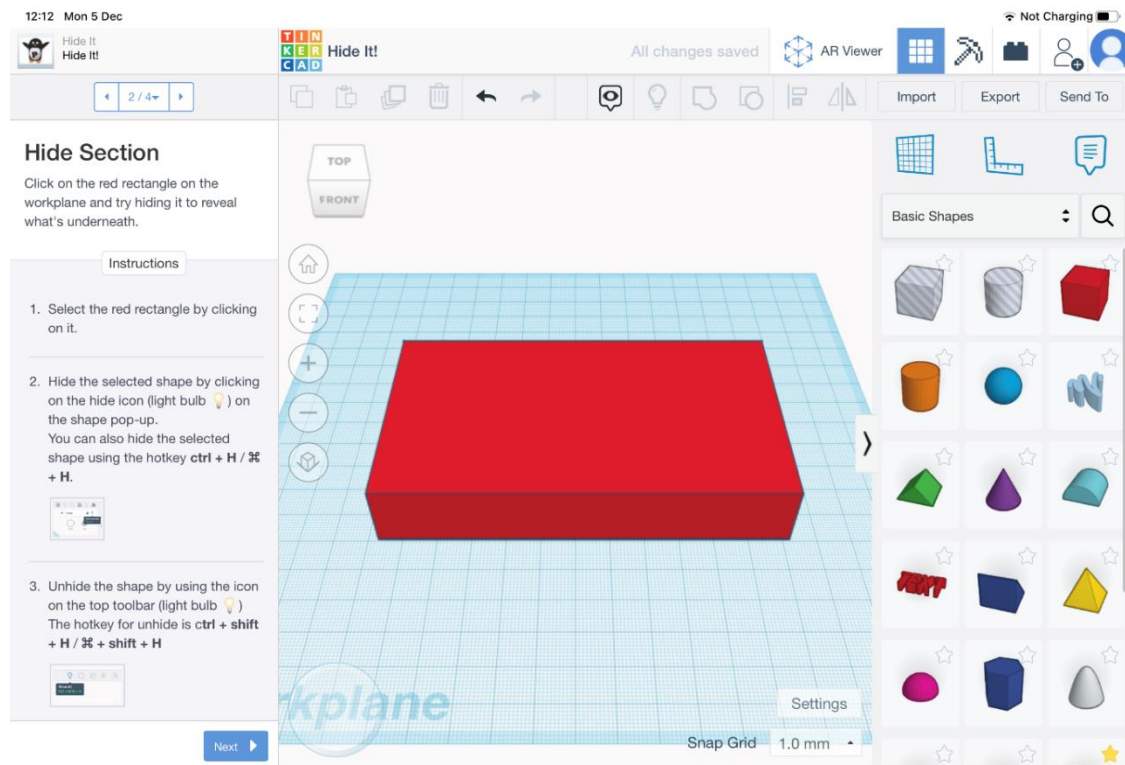 12:12 Mon 5 Dec
Not Charging
Hide It
Hide It!
TIN
KER
CAD
Hide It!
All changes saved
AR Viewer
2 / 4
Import
Export
Send To
Hide Section
Click on the red rectangle on the
workplane and try hiding it to reveal
what's underneath.
Instructions
1. Select the red rectangle by clicking
on it.
2. Hide the selected shape by clicking
on the hide icon (light bulb 💡) on
the shape pop-up.
You can also hide the selected
shape using the hotkey ctrl + H / ⌘
+ H.
3. Unhide the shape by using the icon
on the top toolbar (light bulb 💡)
The hotkey for unhide is ctrl + shift
+ H / ⌘ + shift + H
Next
TOP
FRONT
rkplane
Settings
Snap Grid 1.0 mm
Basic Shapes
TEXT